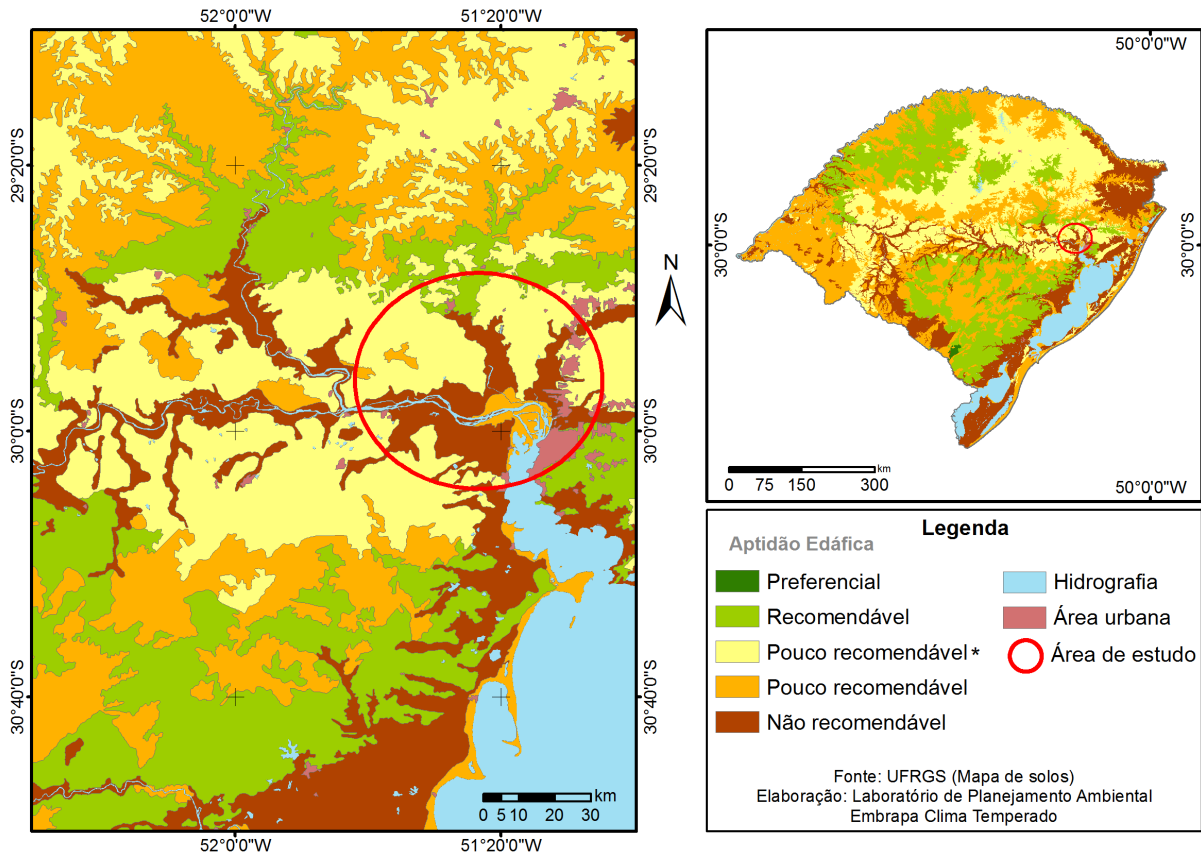 52°0'0"W
51°20'0"W
29°20'0"S
29°20'0"S
30°0'0"S
30°0'0"S
30°40'0"S
30°40'0"S
km
0 5 10 20 30
52°0'0"W
51°20'0"W
N
50°0'0"W
30°0'0"S
30°0'0"S
km
0 75 150 300
50°0'0"W
Legenda
Aptidão Edáfica
Preferencial
Recomendável
Pouco recomendável*
Pouco recomendável
Não recomendável
Hidrografia
Área urbana
Área de estudo
Fonte: UFRGS (Mapa de solos)
Elaboração: Laboratório de Planejamento Ambiental
Embrapa Clima Temperado